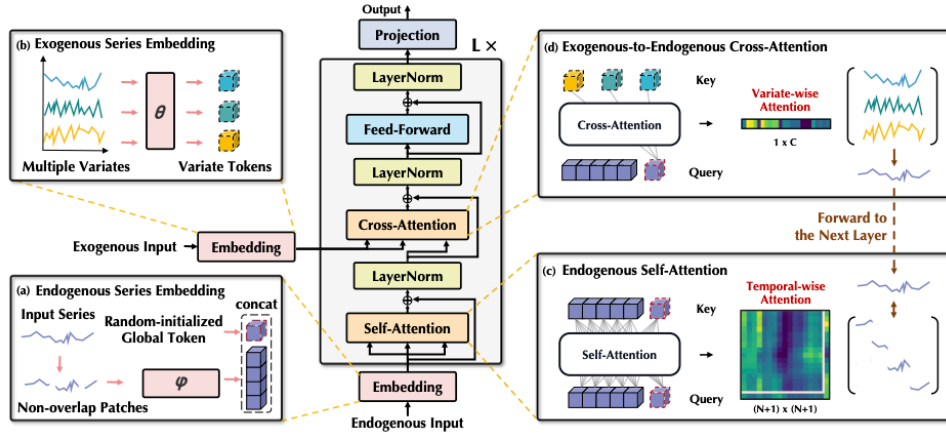 Output
Projection
L ×
LayerNorm
Feed-Forward
LayerNorm
Cross-Attention
LayerNorm
Self-Attention
Embedding
Endogenous Input
Exogenous Input
Embedding
(b) Exogenous Series Embedding
θ
Multiple Variates
Variate Tokens
(a) Endogenous Series Embedding
concat
Input Series
Random-initialized
Global Token
φ
Non-overlap Patches
(d) Exogenous-to-Endogenous Cross-Attention
Key
Variate-wise
Attention
Cross-Attention
1 x C
Query
Forward to
the Next Layer
(c) Endogenous Self-Attention
Key
Temporal-wise
Attention
Self-Attention
Query
(N+1) x (N+1)